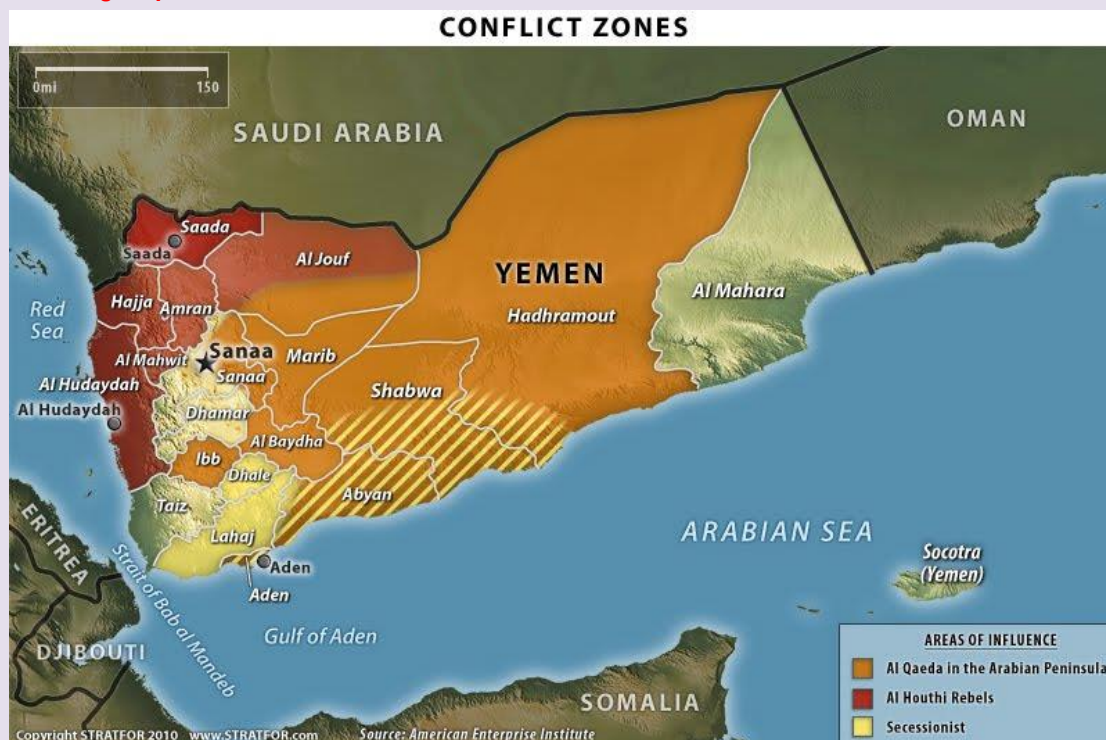 CONFLICT ZONES
0mi 150
SAUDI ARABIA
OMAN
Saada
Saada
Al Jouf
YEMEN
Hadhramout
Al Mahara
Red
Sea
Hajja
Amran
Al Mahwit
Sanaa
Sanaa
Marib
Al Hudaydah
Al Hudaydah
Shabwa
Dhamar
Al Baydha
Ibb
Dhale
Abyan
Taiz
Lahaj
Aden
Aden
ERITREA
Strait of Bab al Mandeb
DJIBOUTI
Gulf of Aden
ARABIAN SEA
Socotra
(Yemen)
SOMALIA
AREAS OF INFLUENCE
Al Qaeda in the Arabian Peninsula
Al Houthi Rebels
Secessionist
Copyright STRATFOR 2010 www.STRATFOR.com Source: American Enterprise Institute